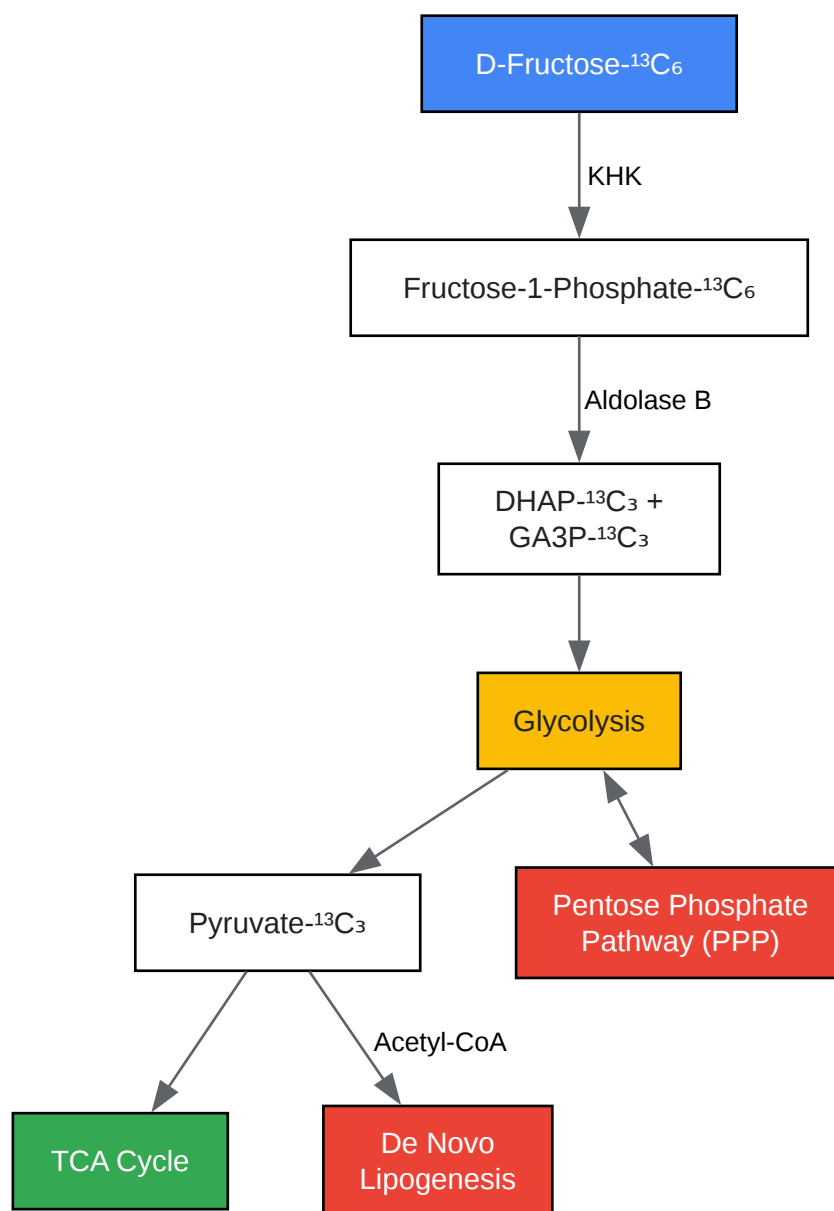 D-Fructose-¹³C₆
KHK
Fructose-1-Phosphate-¹³C₆
Aldolase B
DHAP-¹³C₃ +
GA3P-¹³C₃
Glycolysis
Pyruvate-¹³C₃
Pentose Phosphate
Pathway (PPP)
Acetyl-CoA
TCA Cycle
De Novo
Lipogenesis